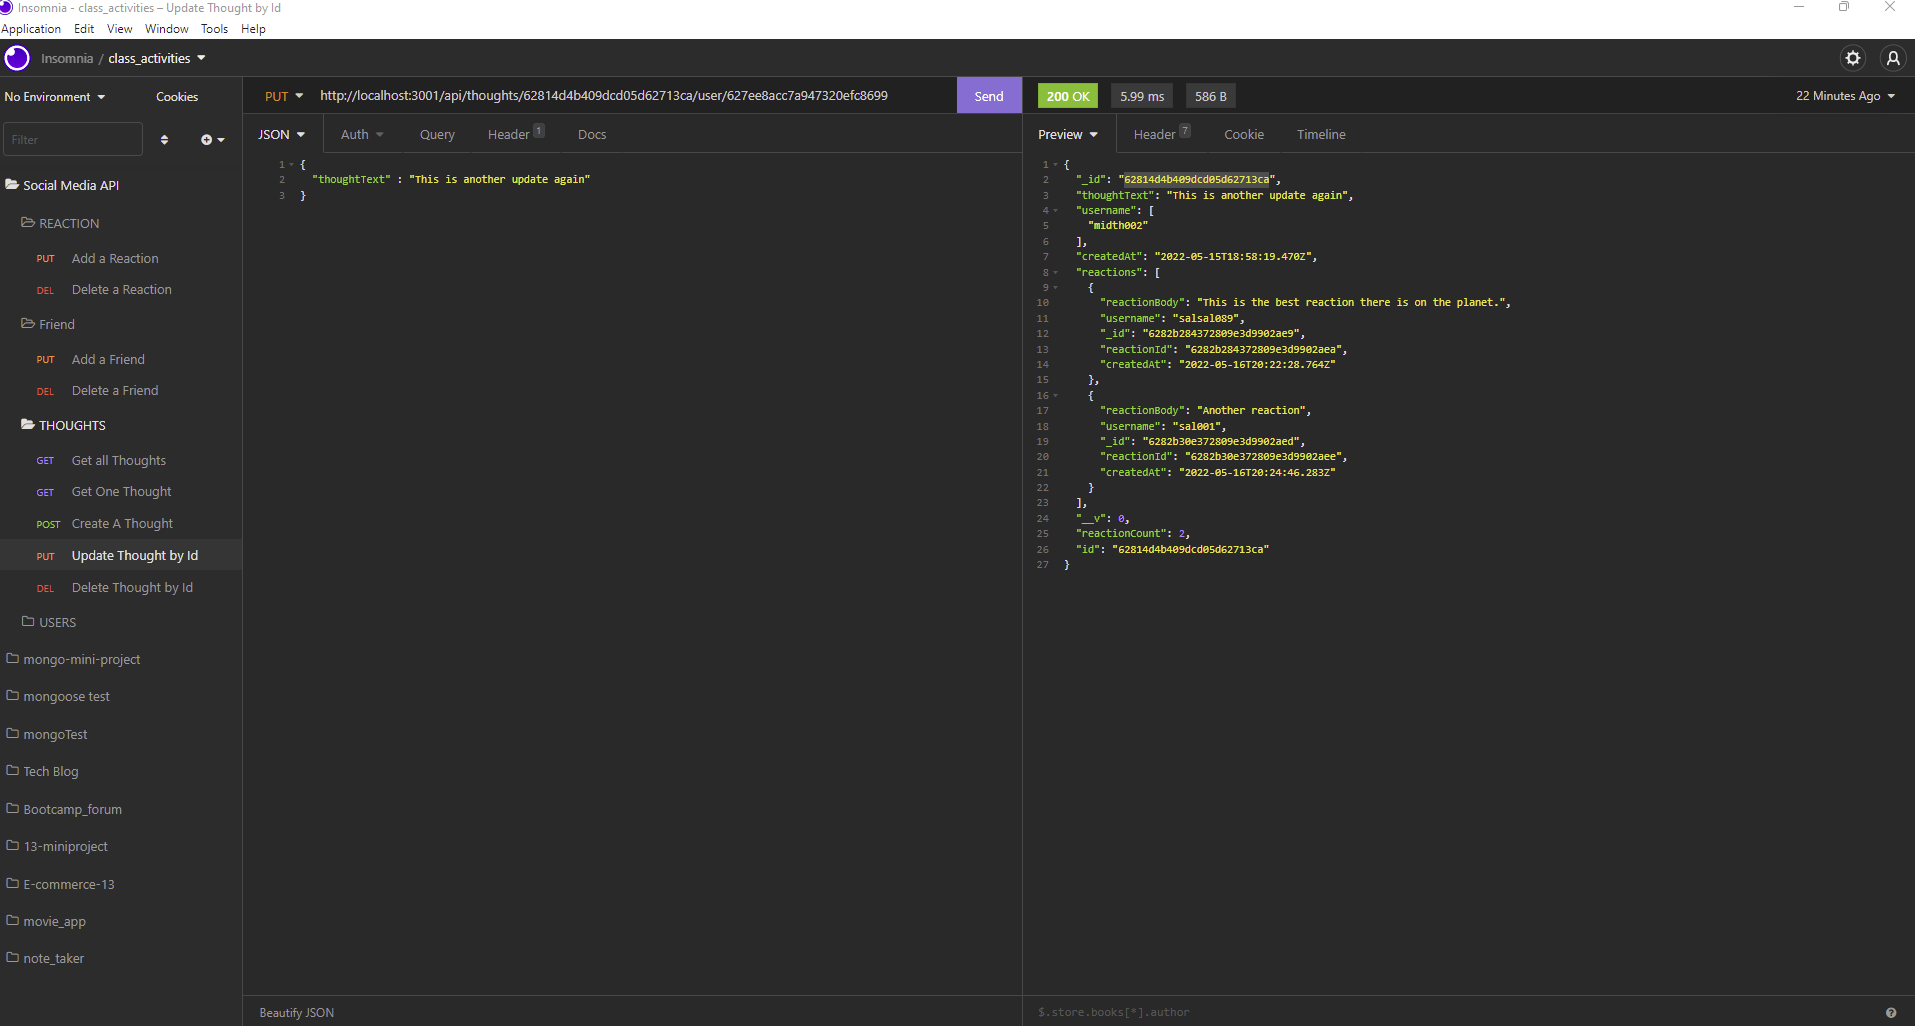 Insomnia - class_activities – Update Thought by Id
Application Edit View Window Tools Help
Insomnia / class_activities
No Environment Cookies
Filter
Social Media API
REACTION
PUT Add a Reaction
DEL Delete a Reaction
Friend
PUT Add a Friend
DEL Delete a Friend
THOUGHTS
GET Get all Thoughts
GET Get One Thought
POST Create A Thought
PUT Update Thought by Id
DEL Delete Thought by Id
USERS
mongo-mini-project
mongoose test
mongoTest
Tech Blog
Bootcamp_forum
13-miniproject
E-commerce-13
movie_app
note_taker
PUT http://localhost:3001/api/thoughts/62814d4b409dcd05d62713ca/user/627ee8acc7a947320efc8699 Send
JSON Auth Query Header 1 Docs
1 {
2 "thoughtText" : "This is another update again"
3 }
Beautify JSON
200 OK 5.99 ms 586 B 22 Minutes Ago
Preview Header 7 Cookie Timeline
1 {
2 "_id": "62814d4b409dcd05d62713ca",
3 "thoughtText": "This is another update again",
4 "username": [
5 "midth002"
6 ],
7 "createdAt": "2022-05-15T18:58:19.470Z",
8 "reactions": [
9 {
10 "reactionBody": "This is the best reaction there is on the planet.",
11 "username": "salsal089",
12 "_id": "6282b284372809e3d9902ae9",
13 "reactionId": "6282b284372809e3d9902aea",
14 "createdAt": "2022-05-16T20:22:28.764Z"
15 },
16 {
17 "reactionBody": "Another reaction",
18 "username": "sal001",
19 "_id": "6282b30e372809e3d9902aed",
20 "reactionId": "6282b30e372809e3d9902aee",
21 "createdAt": "2022-05-16T20:24:46.283Z"
22 }
23 ],
24 "__v": 0,
25 "reactionCount": 2,
26 "id": "62814d4b409dcd05d62713ca"
27 }
$.store.books[*].author